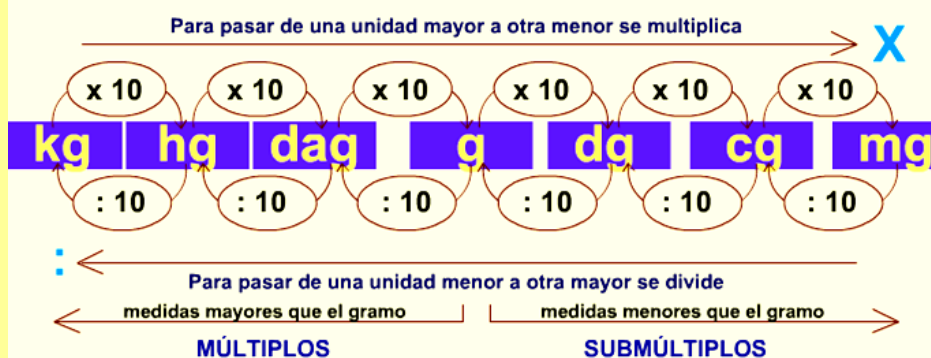 Para pasar de una unidad mayor a otra menor se multiplica
X
x 10 x 10 x 10 x 10 x 10 x 10
kg hg dag g dg cg mg
: 10 : 10 : 10 : 10 : 10 : 10
:
Para pasar de una unidad menor a otra mayor se divide
medidas mayores que el gramo medidas menores que el gramo
MÚLTIPLOS SUBMÚLTIPLOS